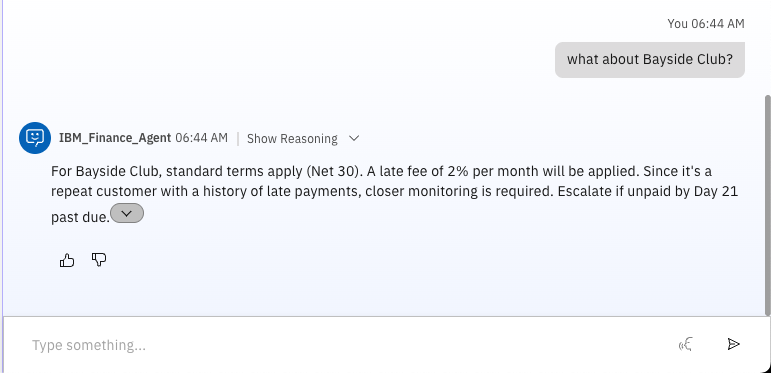 You 06:44 AM
what about Bayside Club?
IBM_Finance_Agent 06:44 AM | Show Reasoning
For Bayside Club, standard terms apply (Net 30). A late fee of 2% per month will be applied. Since it's a
repeat customer with a history of late payments, closer monitoring is required. Escalate if unpaid by Day 21
past due.
Type something...